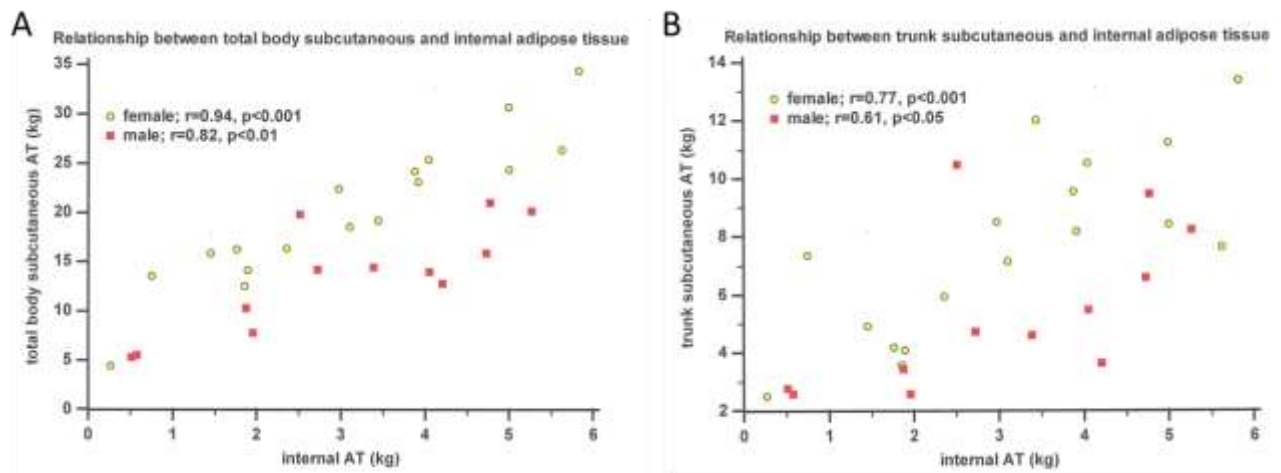 A
Relationship between total body subcutaneous and internal adipose tissue
35
30
25
20
15
10
5
0
total body subcutaneous AT (kg)
female; r=0.94, p<0.001
male; r=0.82, p<0.01
0 1 2 3 4 5 6
internal AT (kg)
B
Relationship between trunk subcutaneous and internal adipose tissue
14
12
10
8
6
4
2
trunk subcutaneous AT (kg)
female; r=0.77, p<0.001
male; r=0.61, p<0.05
0 1 2 3 4 5 6
internal AT (kg)